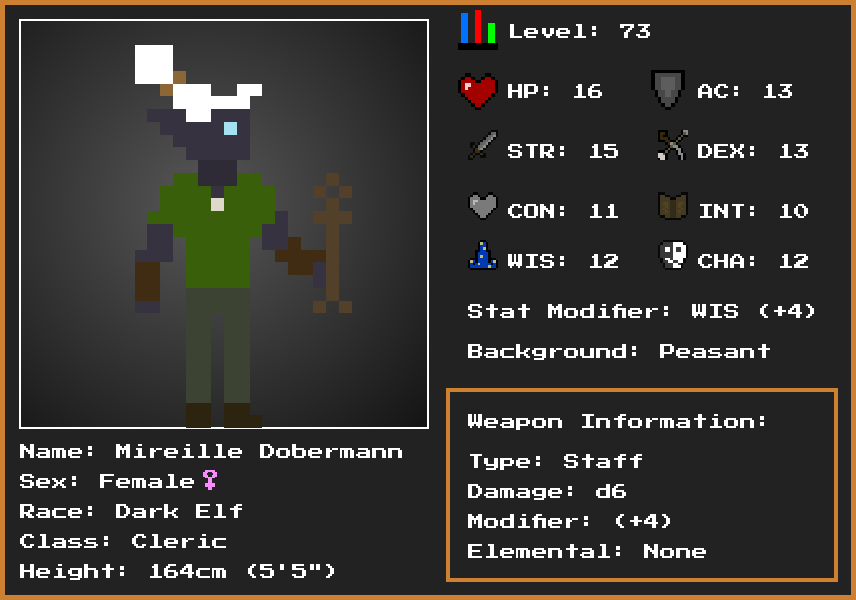 Level: 73
HP: 16 AC: 13
STR: 15 DEX: 13
CON: 11 INT: 10
WIS: 12 CHA: 12
Stat Modifier: WIS (+4)
Background: Peasant
Weapon Information:
Type: Staff
Damage: d6
Modifier: (+4)
Elemental: None
Name: Mireille Dobermann
Sex: Female♀
Race: Dark Elf
Class: Cleric
Height: 164cm (5'5")